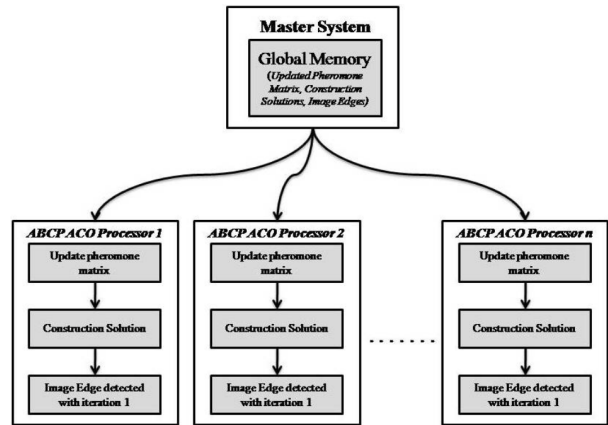 Master System
Global Memory
(Updated Pheromone
Matrix, Construction
Solutions, Image Edges)
ABCP ACO Processor 1
Update pheromone
matrix
Construction Solution
Image Edge detected
with iteration 1
ABCP ACO Processor 2
Update pheromone
matrix
Construction Solution
Image Edge detected
with iteration 1
ABCP ACO Processor n
Update pheromone
matrix
Construction Solution
Image Edge detected
with iteration 1